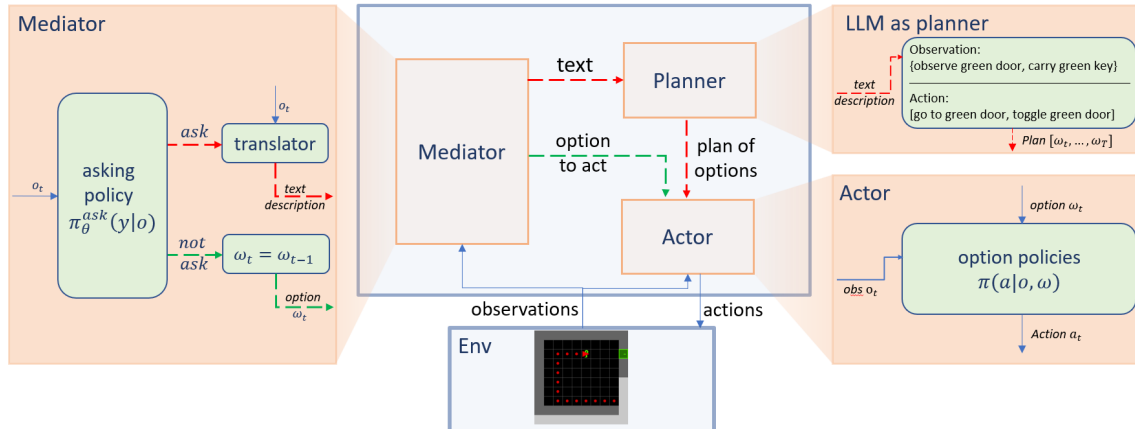 Mediator
o_t
asking
policy
π_θ^ask(y|o)
ask
o_t
translator
text
description
not
ask
ω_t = ω_{t−1}
option
ω_t
Mediator
text
Planner
option
to act
plan of
options
Actor
observations
actions
Env
LLM as planner
text
description
Observation:
{observe green door, carry green key}
Action:
[go to green door, toggle green door]
Plan [ω_t, ..., ω_T]
Actor
option ω_t
obs o_t
option policies
π(a|o, ω)
Action a_t